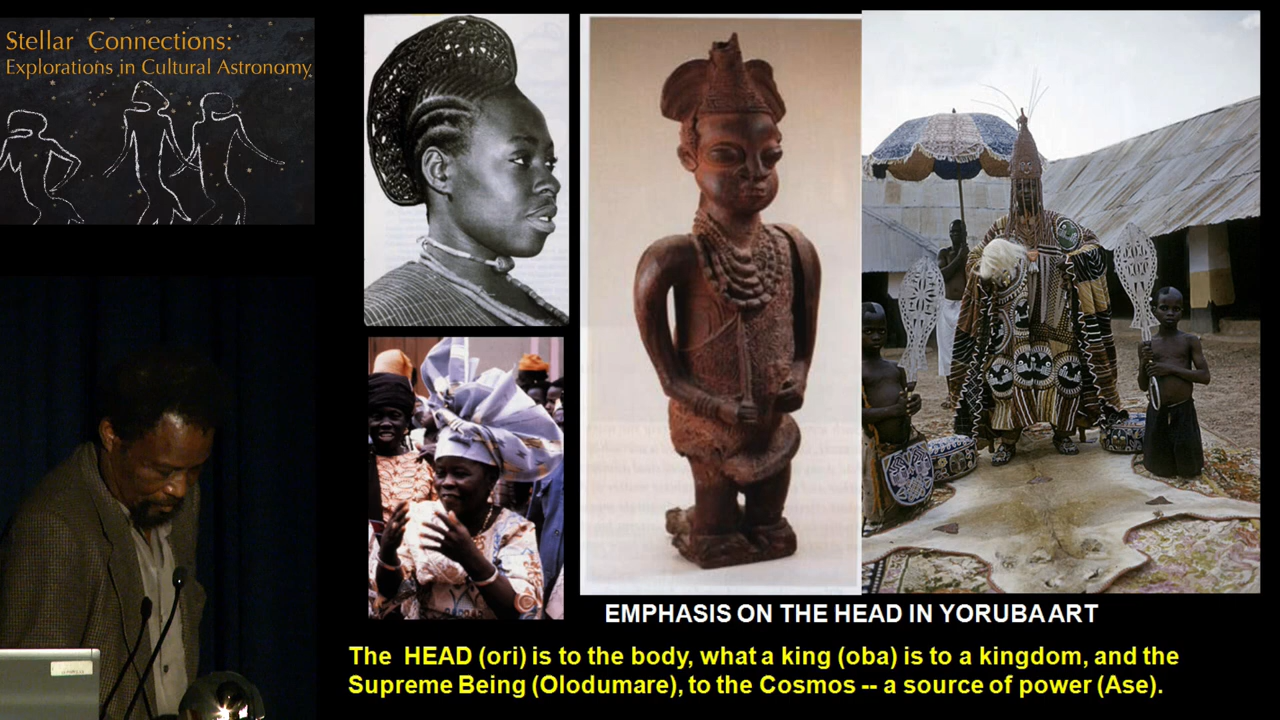 Stellar Connections:
Explorations in Cultural Astronomy
EMPHASIS ON THE HEAD IN YORUBA ART
The HEAD (ori) is to the body, what a king (oba) is to a kingdom, and the
Supreme Being (Olodumare), to the Cosmos -- a source of power (Ase).